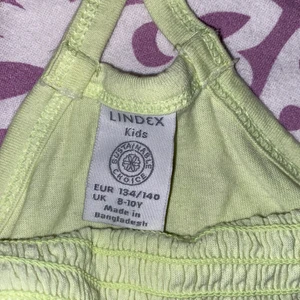 LINDEX
Kids
SUSTAINABLE
CHOICE
EUR 134/140
UK 8-10Y
Made in
Bangladesh